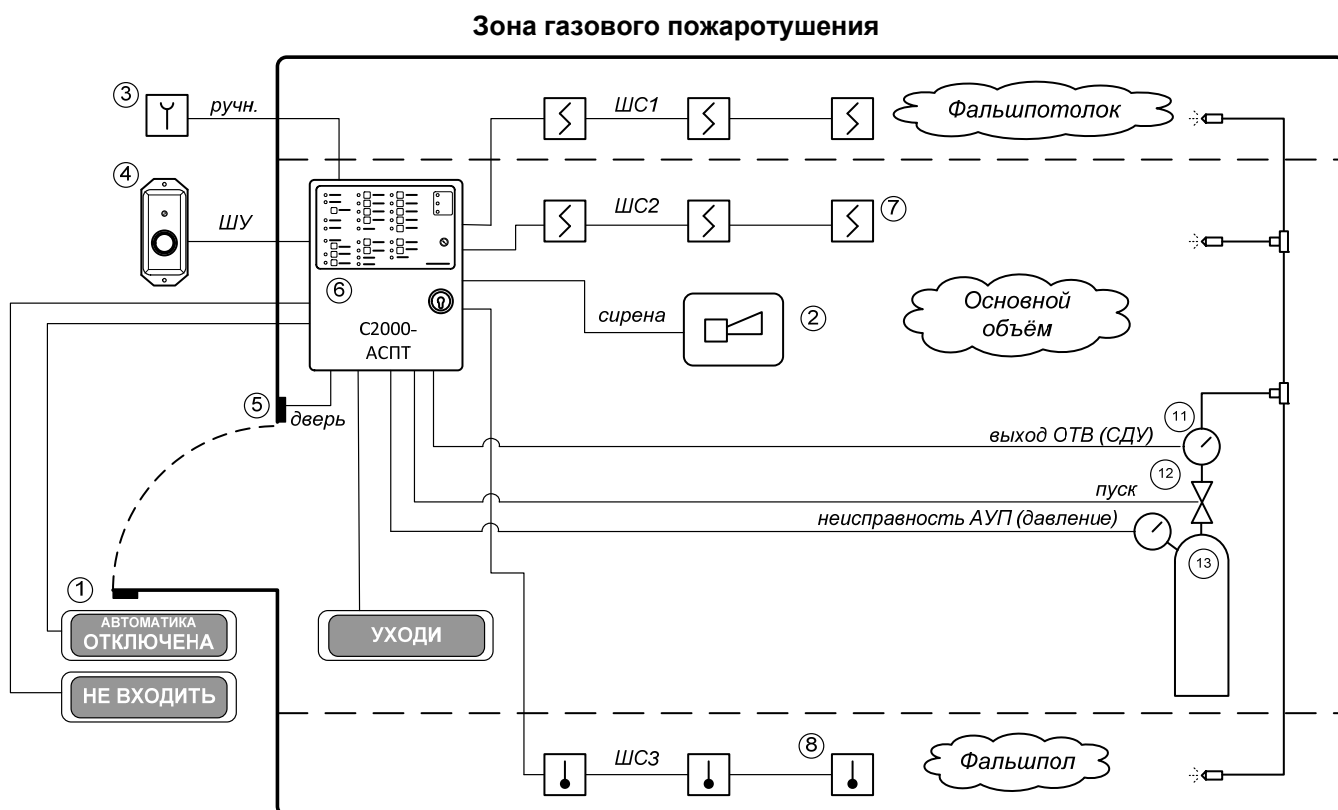 Зона газового пожаротушения
3
ручн.
ШС1
Фальшпотолок
4
ШУ
ШС2
7
6
С2000-
АСПТ
сирена
2
Основной
объём
5
дверь
выход ОТВ (СДУ)
11
12
пуск
неисправность АУП (давление)
13
1
АВТОМАТИКА
ОТКЛЮЧЕНА
УХОДИ
НЕ ВХОДИТЬ
ШС3
8
Фальшпол